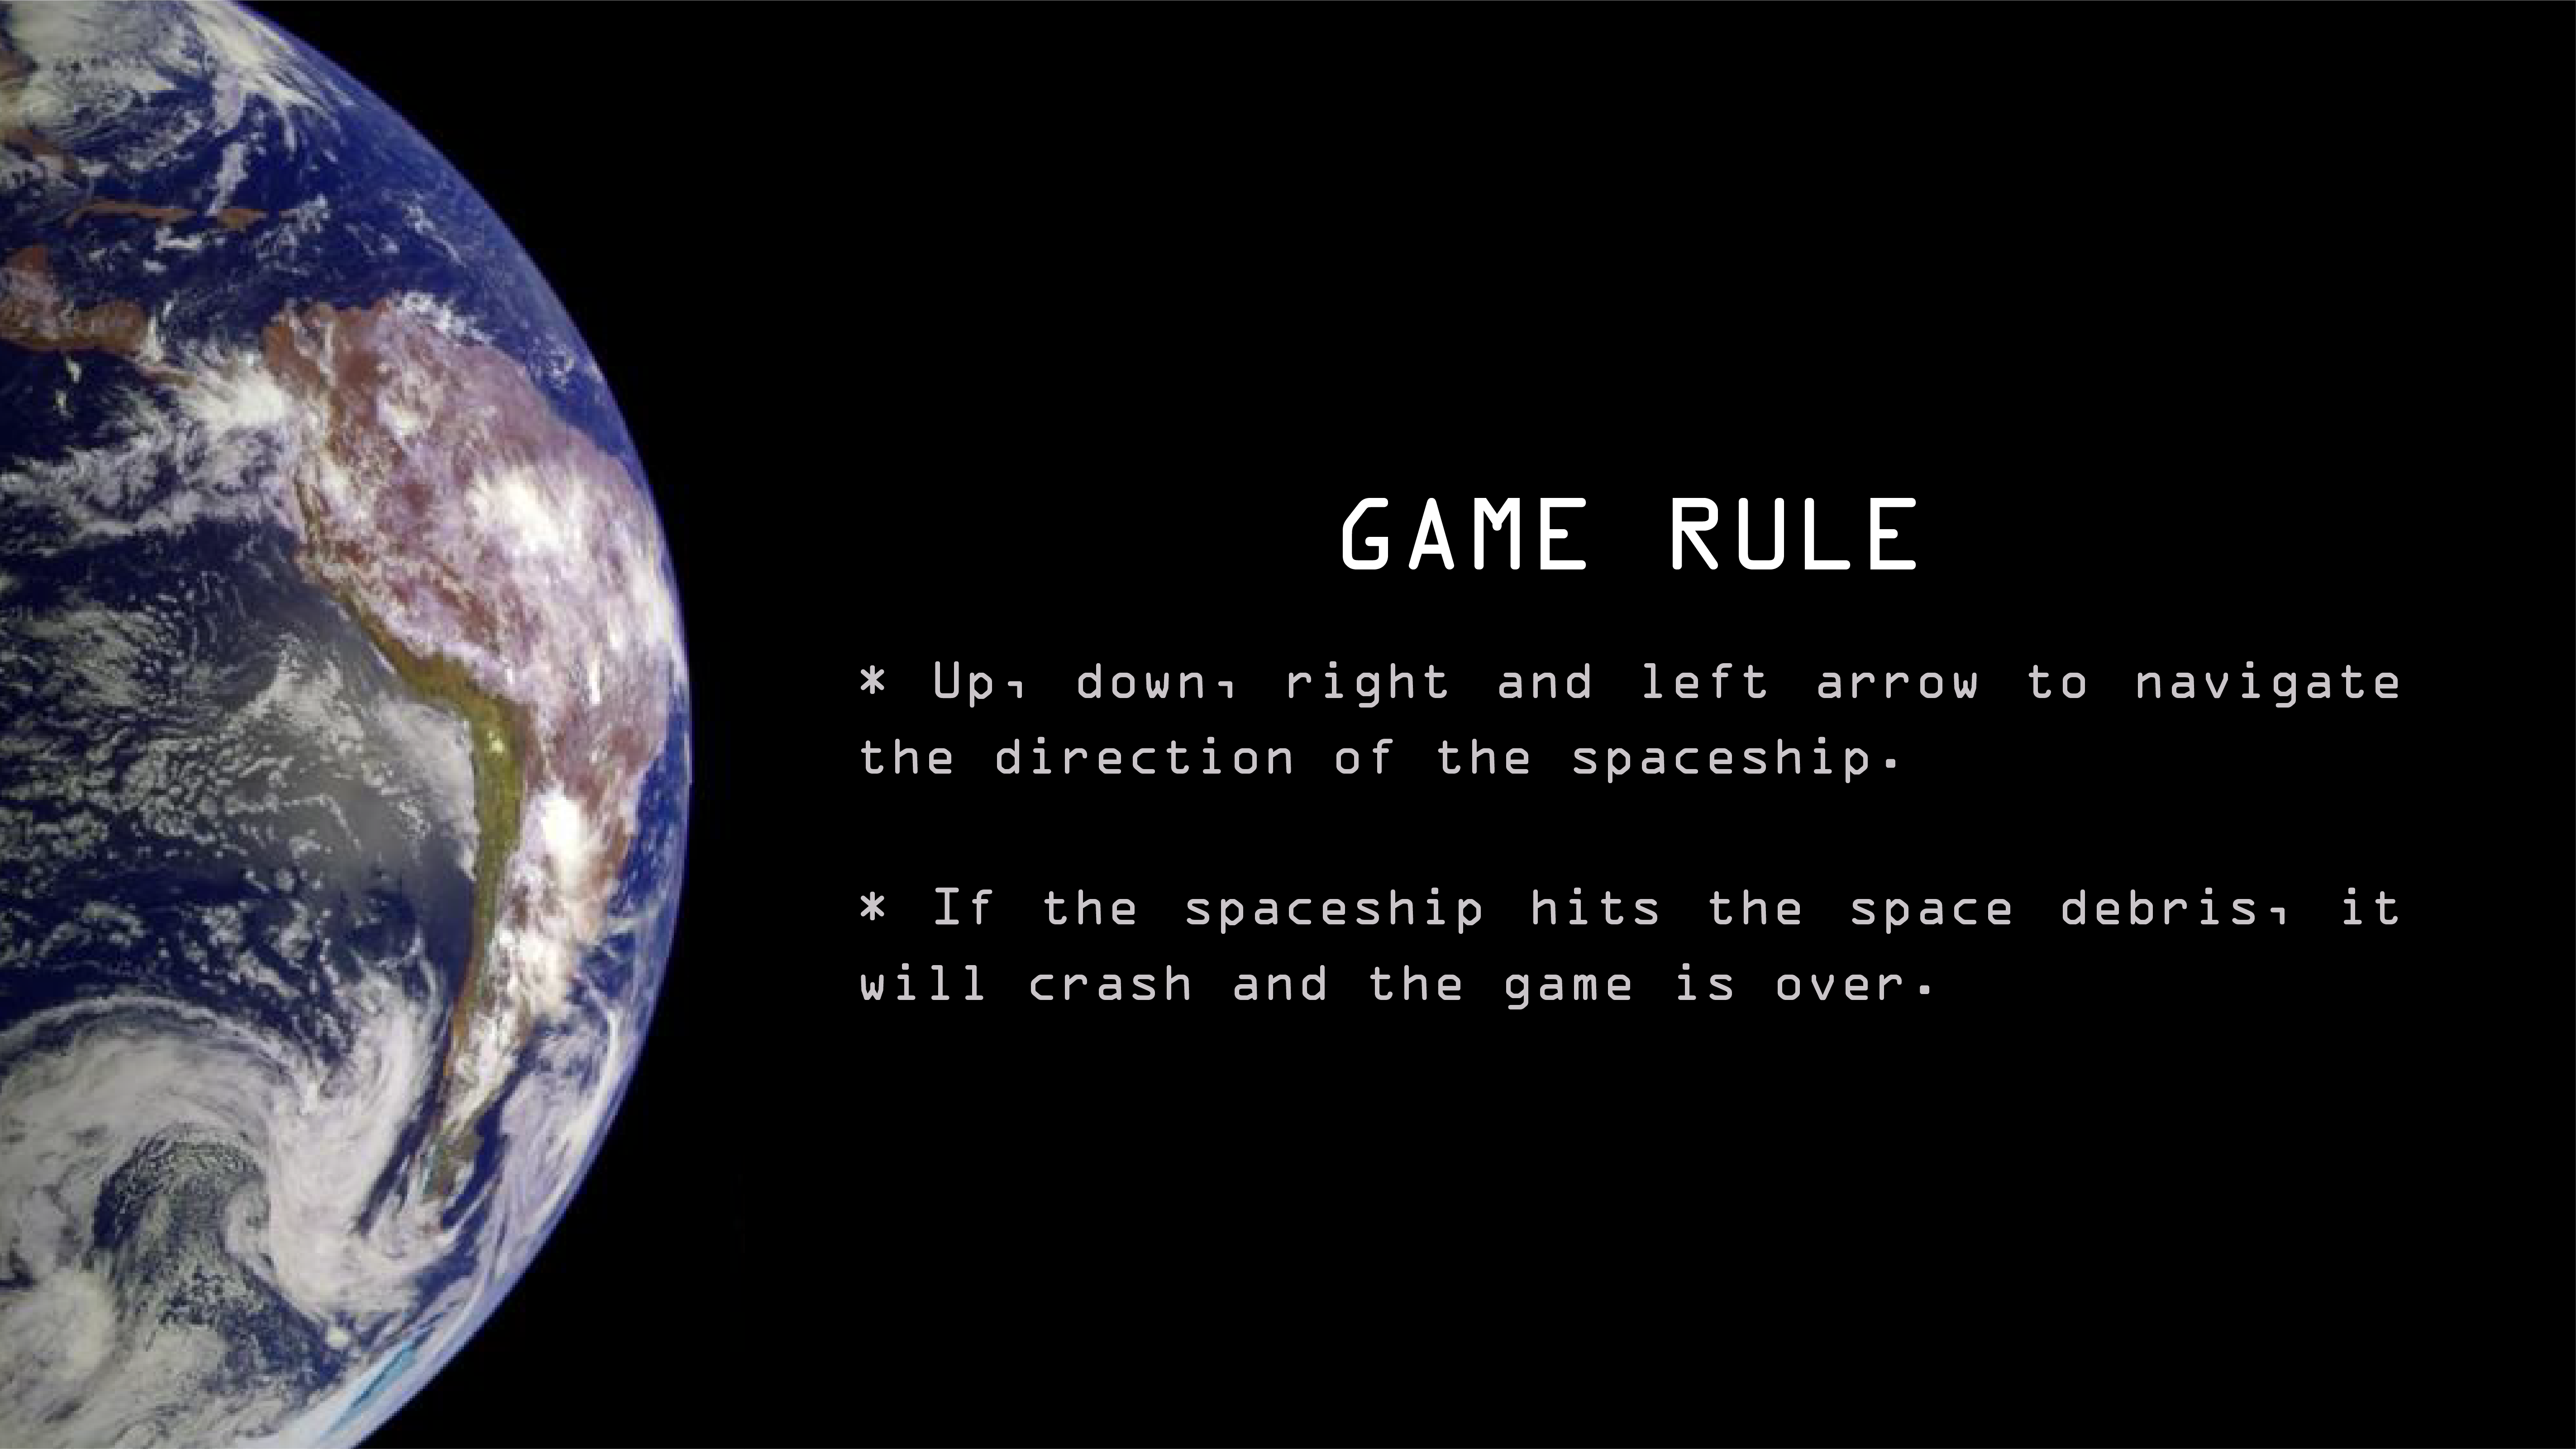 GAME RULE
* Up, down, right and left arrow to navigate
the direction of the spaceship.
* If the spaceship hits the space debris, it
will crash and the game is over.